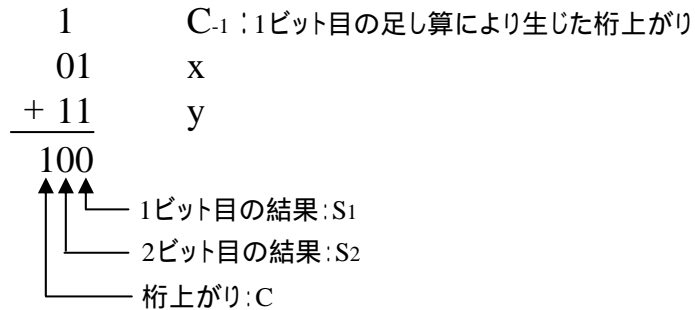 1 C-1：1ビット目の足し算により生じた桁上がり
01 x
+ 11 y
100
1ビット目の結果：S1
2ビット目の結果：S2
桁上がり：C